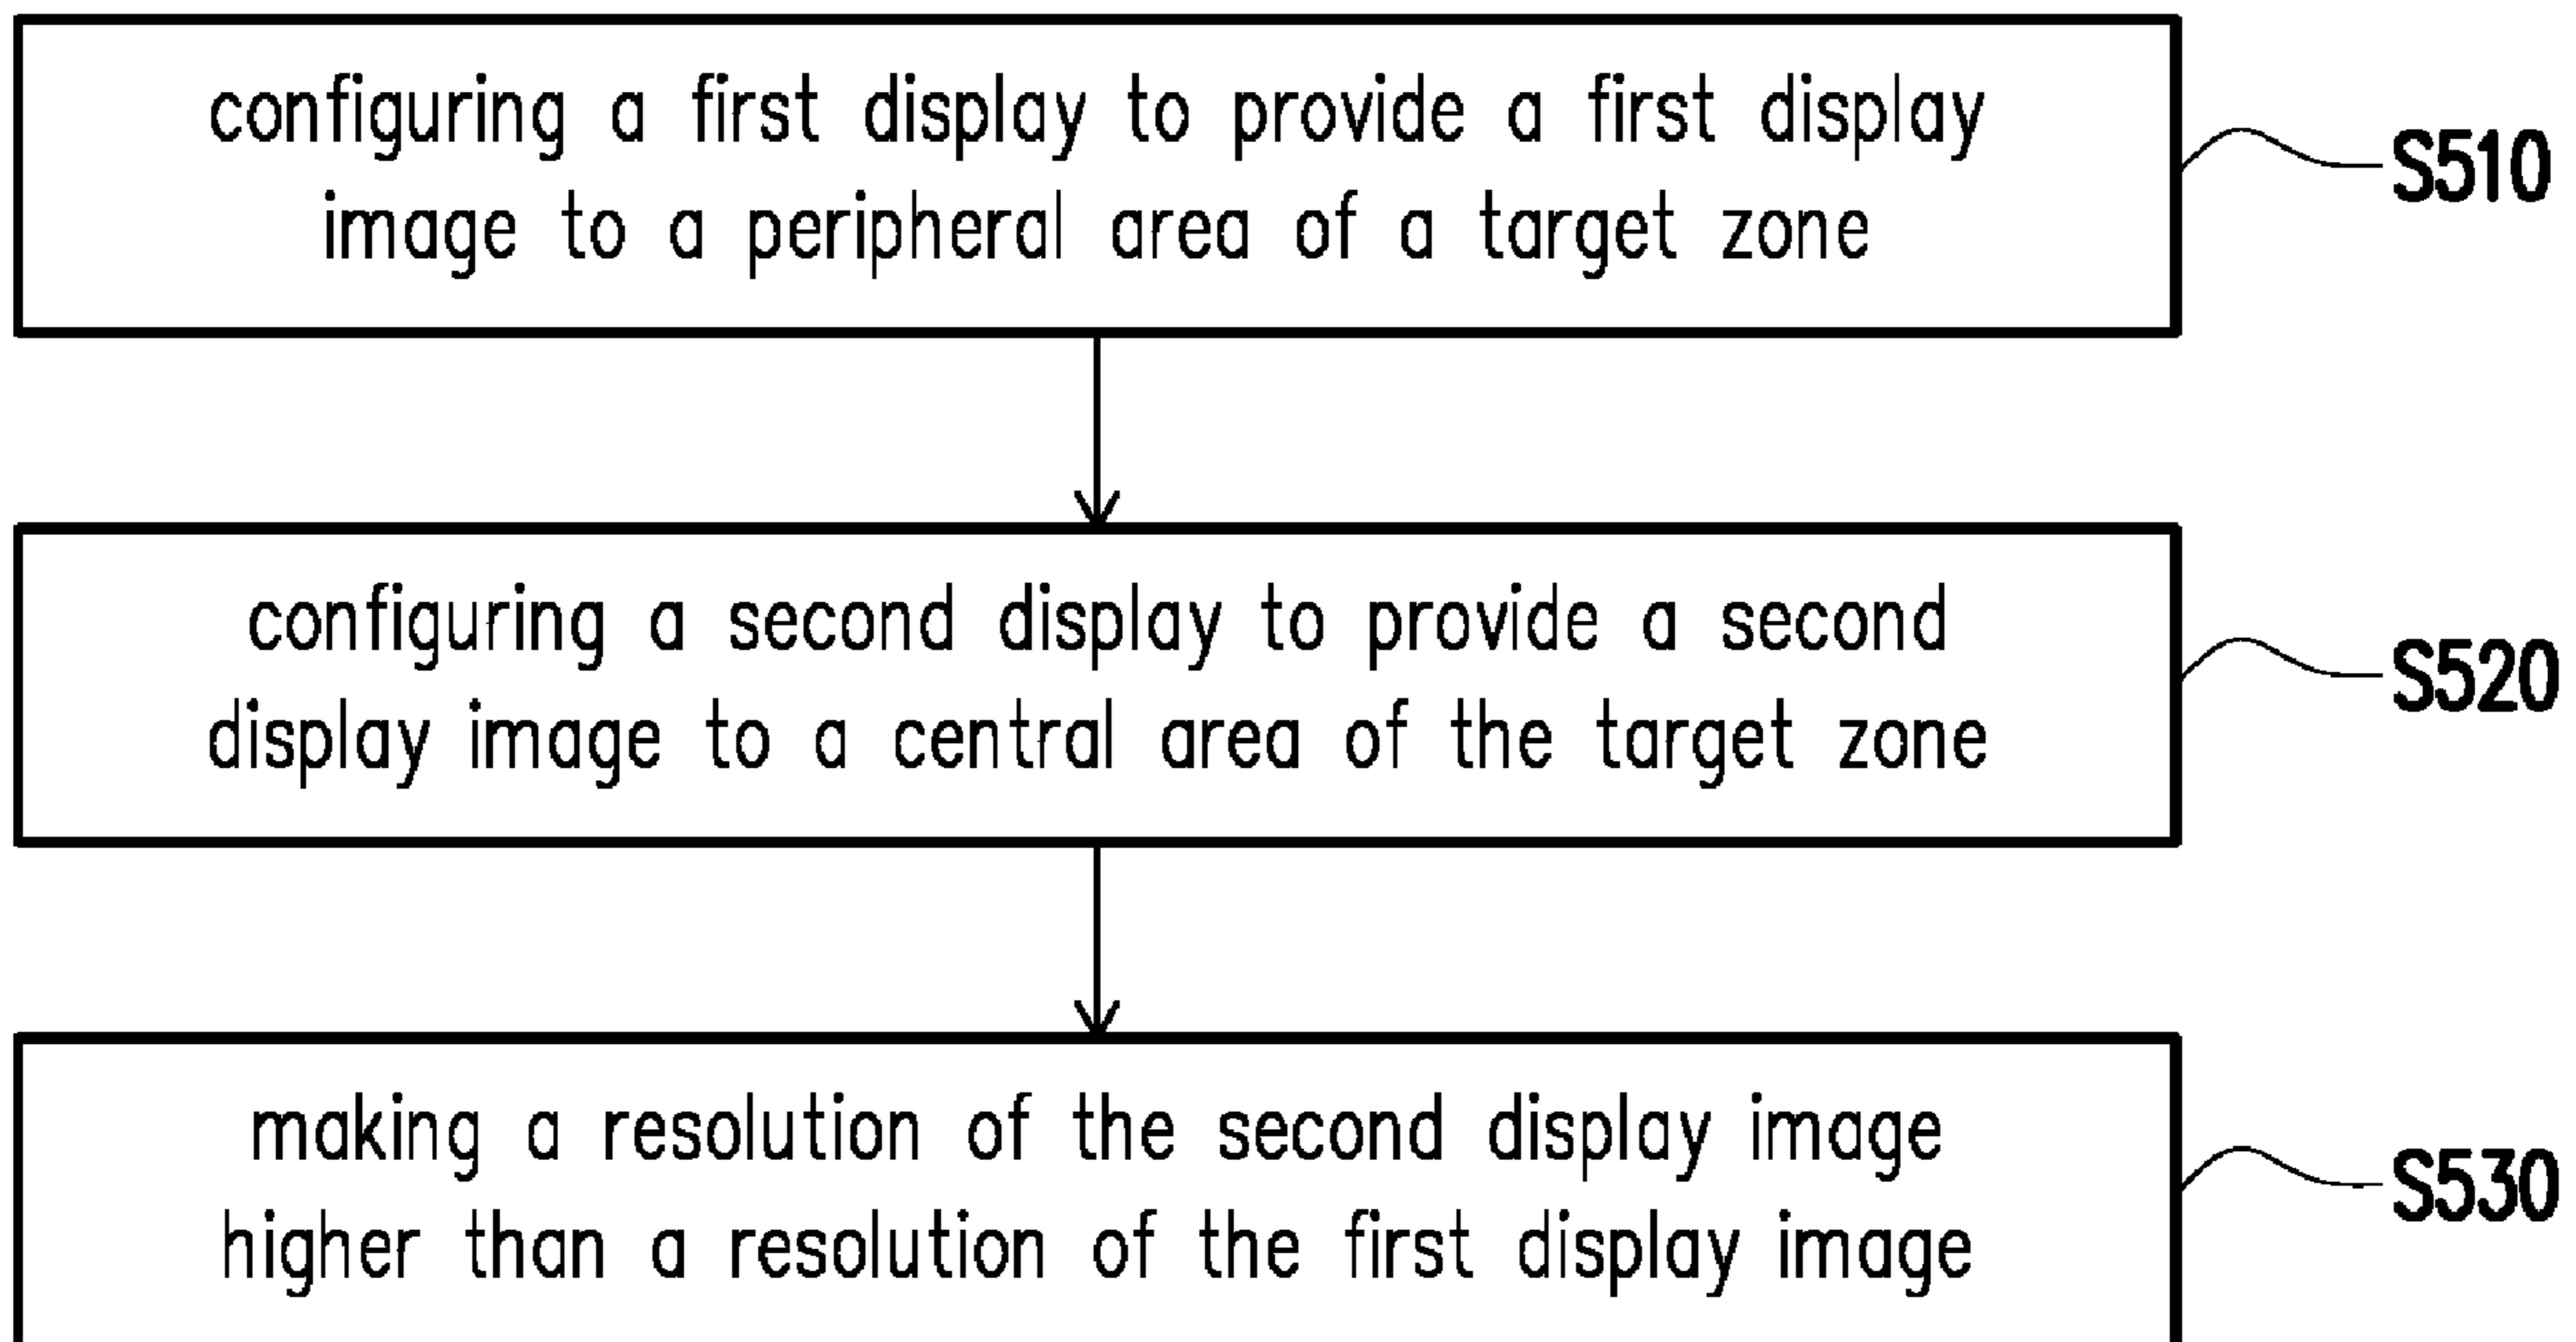 configuring a first display to provide a first display
image to a peripheral area of a target zone
S510
configuring a second display to provide a second
display image to a central area of the target zone
S520
making a resolution of the second display image
higher than a resolution of the first display image
S530